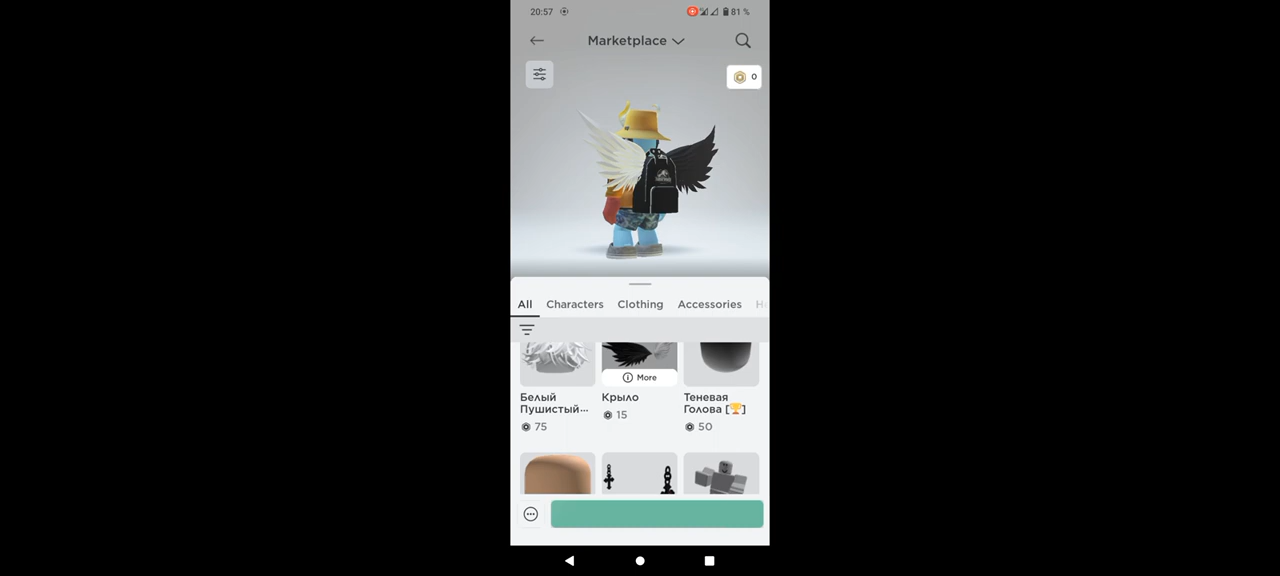 20:57
81 %
Marketplace
0
All Characters Clothing Accessories
More
Белый
Пушистый...
75
Крыло
15
Теневая
Голова [🏆]
50